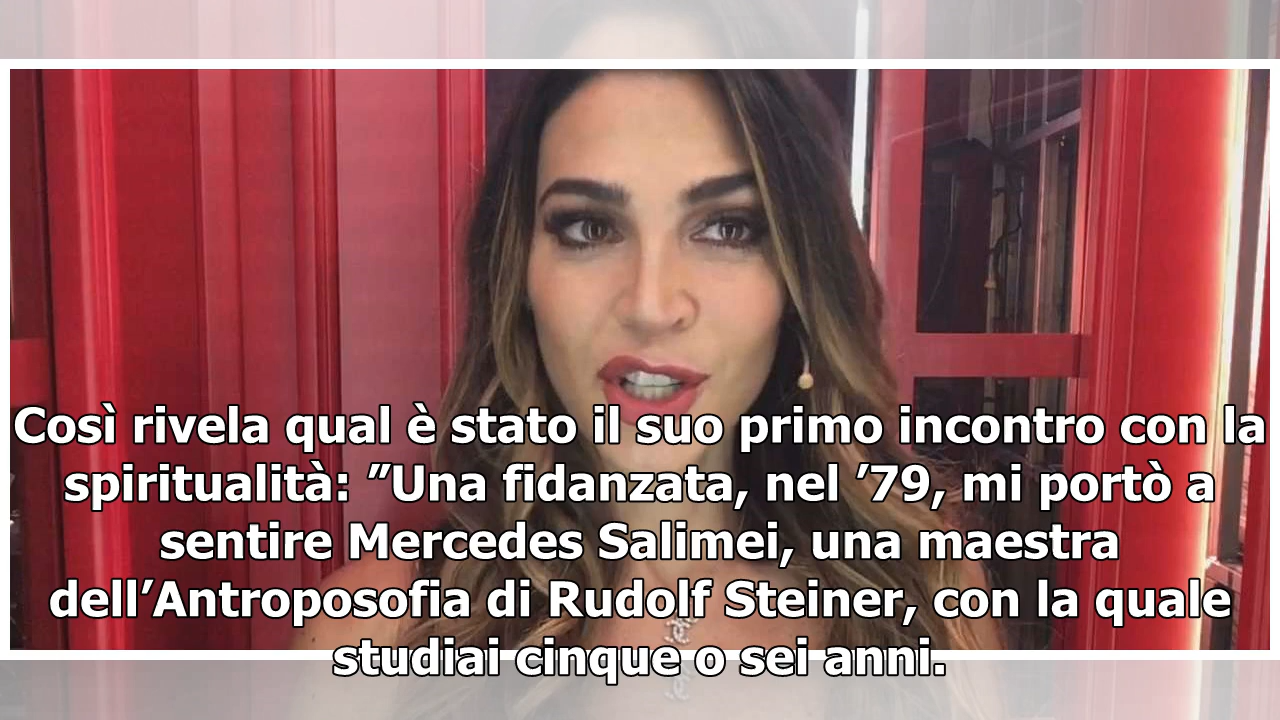 Così rivela qual è stato il suo primo incontro con la
spiritualità: ”Una fidanzata, nel ’79, mi portò a
sentire Mercedes Salimei, una maestra
dell’Antroposofia di Rudolf Steiner, con la quale
studiai cinque o sei anni.